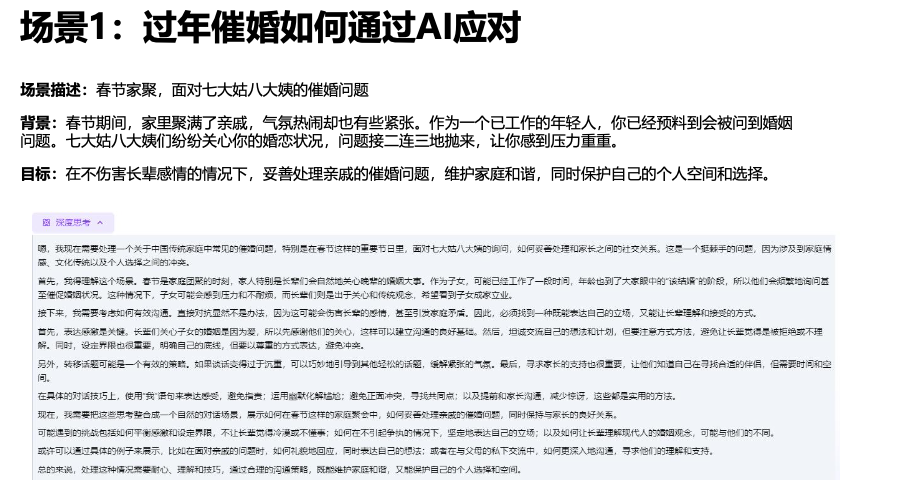 场景1：过年催婚如何通过AI应对
场景描述：春节家聚，面对七大姑八大姨的催婚问题
背景：春节期间，家里聚满了亲戚，气氛热闹却也有些紧张。作为一个已工作的年轻人，你已经预料到会被问到婚姻
问题。七大姑八大姨们纷纷关心你的婚恋状况，问题接二连三地抛来，让你感到压力重重。
目标：在不伤害长辈感情的情况下，妥善处理亲戚的催婚问题，维护家庭和谐，同时保护自己的个人空间和选择。
深度思考
嗯，我现在需要处理一个关于中国传统家庭中常见的催婚问题，特别是在春节这样的重要节日里，面对七大姑八大姨的询问，如何妥善处理和家长之间的社交关系。这是一个挺棘手的问题，因为涉及到家庭情
感、文化传统以及个人选择之间的冲突。
首先，我得理解这个场景。春节是家庭团聚的时刻，家人特别是长辈们会自然地关心晚辈的婚姻大事。作为子女，可能已经工作了一段时间，年龄也到了大家眼中的“该结婚”的阶段，所以他们会频繁地询问甚
至催促婚姻状况。这种情况下，子女可能会感到压力和不耐烦，而长辈们则是出于关心和传统观念，希望看到子女成家立业。
接下来，我需要考虑如何有效沟通。直接对抗显然不是办法，因为这可能会伤害长辈的感情，甚至引发家庭矛盾。因此，必须找到一种既能表达自己的立场，又能让长辈理解和接受的方式。
首先，表达感激是关键。长辈们关心子女的婚姻是因为爱，所以先感谢他们的关心，这样可以建立沟通的良好基础。然后，坦诚交流自己的想法和计划，但要注意方式方法，避免让长辈觉得是被拒绝或不理
解。同时，设定界限也很重要，明确自己的底线，但要以尊重的方式表达，避免冲突。
另外，转移话题可能是一个有效的策略。如果谈话变得过于沉重，可以巧妙地引导到其他轻松的话题，缓解紧张的气氛。最后，寻求家长的支持也很重要，让他们知道自己在寻找合适的伴侣，但需要时间和空
间。
在具体的对话技巧上，使用“我”语句来表达感受，避免指责；运用幽默化解尴尬；避免正面冲突，寻找共同点；以及提前和家长沟通，减少惊讶，这些都是实用的方法。
现在，我需要把这些思考整合成一个自然的对话场景，展示如何在春节这样的家庭聚会中，如何妥善处理亲戚的催婚问题，同时保持与家长的良好关系。
可能遇到的挑战包括如何平衡感激和设定界限，不让长辈觉得冷漠或不懂事；如何在不引起争执的情况下，坚定地表达自己的立场；以及如何让长辈理解现代人的婚姻观念，可能与他们的不同。
或许可以通过具体的例子来展示，比如在面对亲戚的问题时，如何礼貌地回应，同时表达自己的想法；或者在与父母的私下交流中，如何更深入地沟通，寻求他们的理解和支持。
总的来说，处理这种情况需要耐心、理解和技巧，通过合理的沟通策略，既能维护家庭和谐，又能保护自己的个人选择和空间。